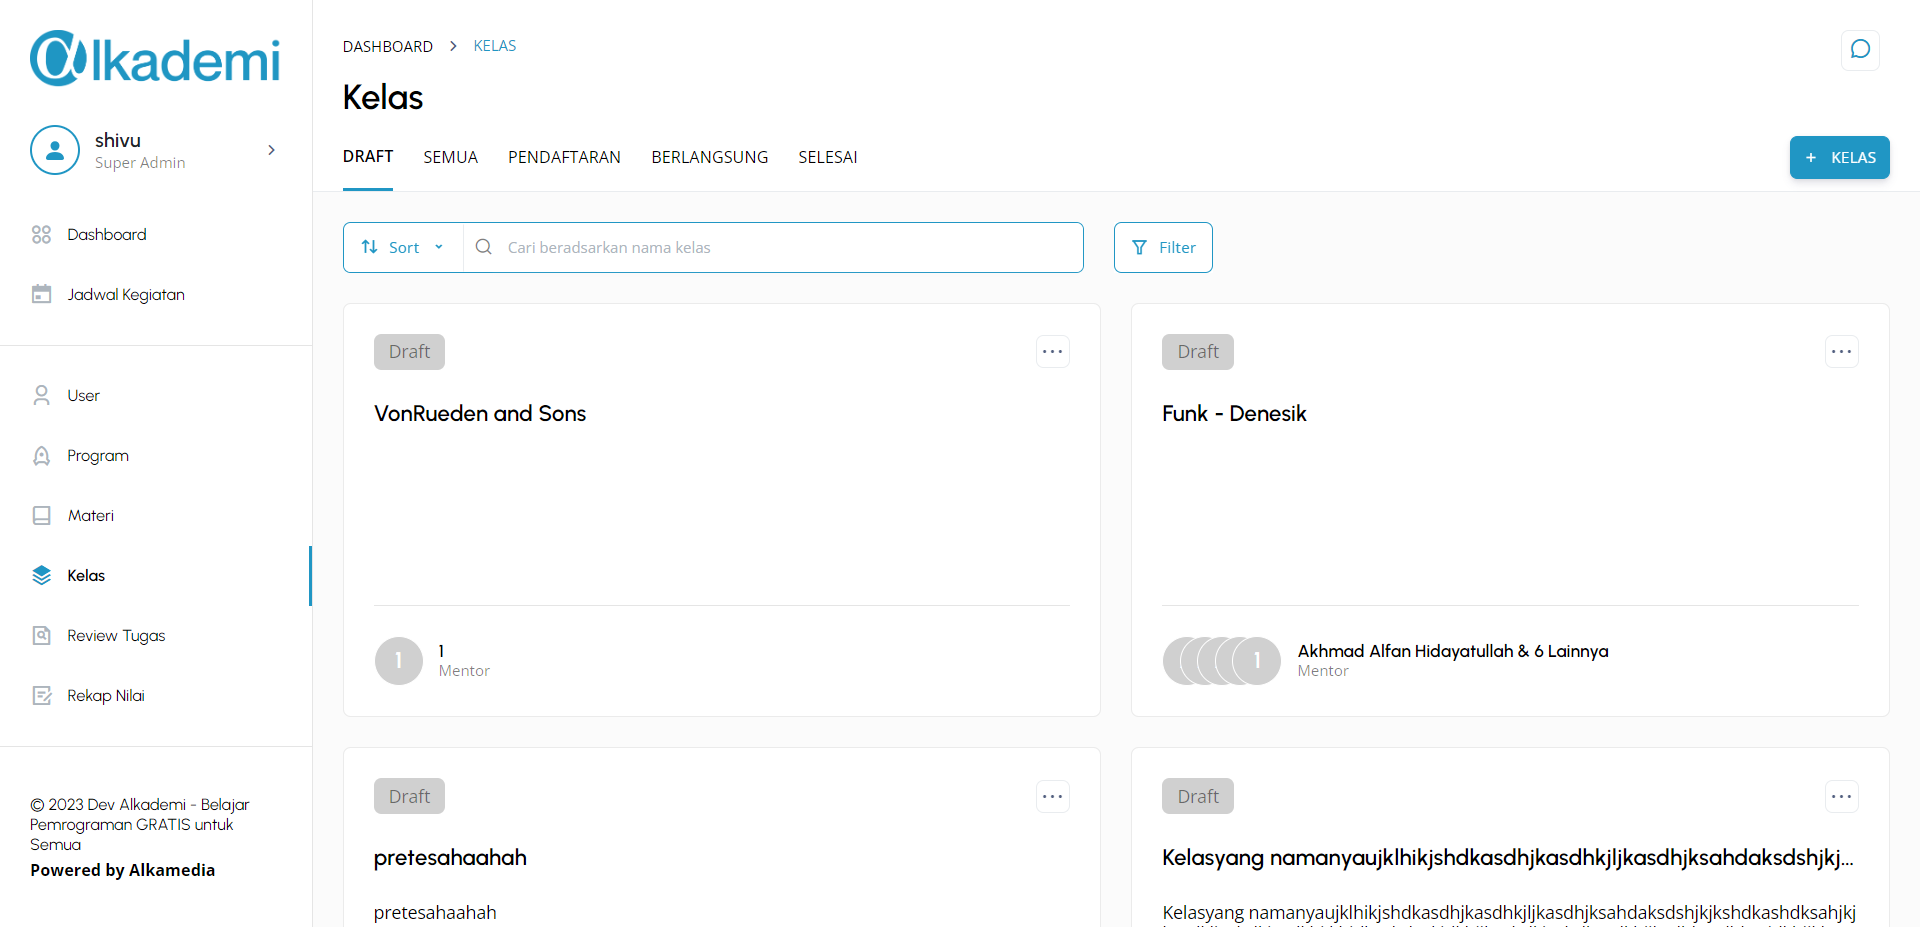 @lkademi
shivu
Super Admin
Dashboard
Jadwal Kegiatan
User
Program
Materi
Kelas
Review Tugas
Rekap Nilai
© 2023 Dev Alkademi - Belajar
Pemrograman GRATIS untuk
Semua
Powered by Alkamedia
DASHBOARD > KELAS
Kelas
DRAFT SEMUA PENDAFTARAN BERLANGSUNG SELESAI
+ KELAS
Sort Cari beradsarkan nama kelas Filter
Draft
VonRueden and Sons
1
1
Mentor
Draft
Funk - Denesik
1
Akhmad Alfan Hidayatullah & 6 Lainnya
Mentor
Draft
pretesahaahah
pretesahaahah
Draft
Kelasyang namanyaujklhikjshdkasdhjkasdhkjljkasdhjksahdaksdshjkj...
Kelasyang namanyaujklhikjshdkasdhjkasdhkjljkasdhjksahdaksdshjkjkshdkashdksahjkj